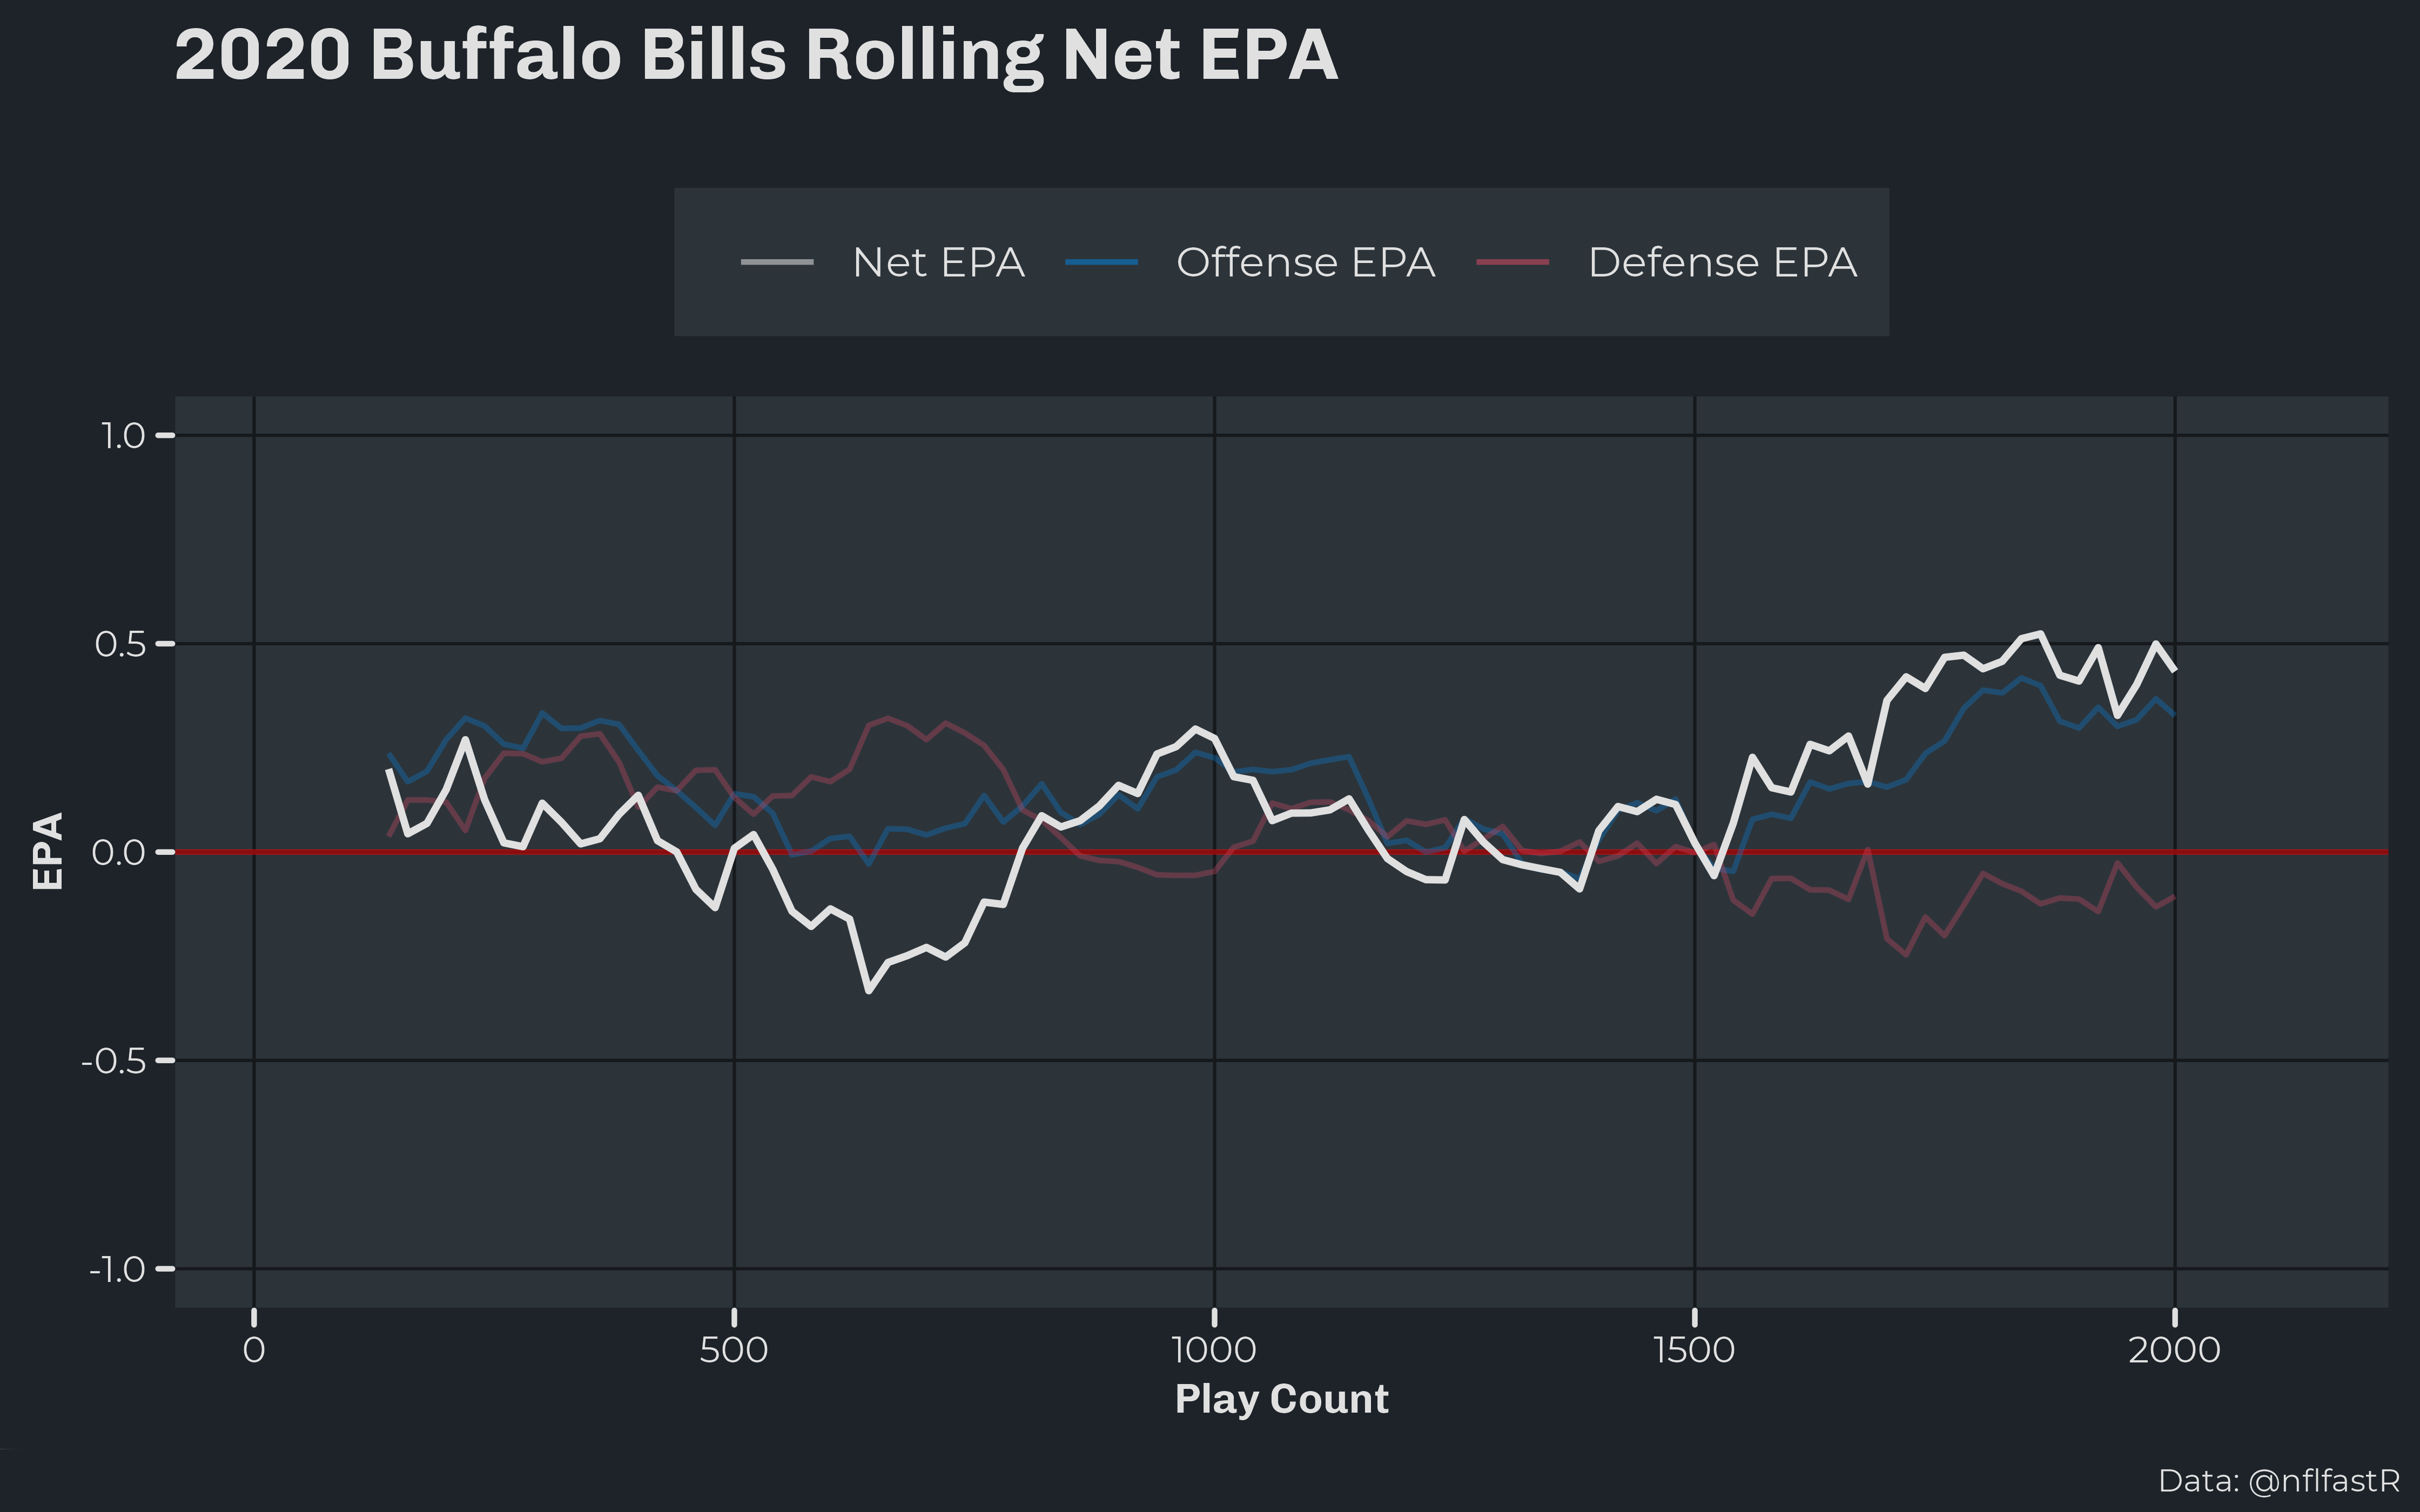 2020 Buffalo Bills Rolling Net EPA
Net EPA Offense EPA Defense EPA
1.0
0.5
0.0
-0.5
-1.0
EPA
0 500 1000 1500 2000
Play Count
Data: @nflfastR